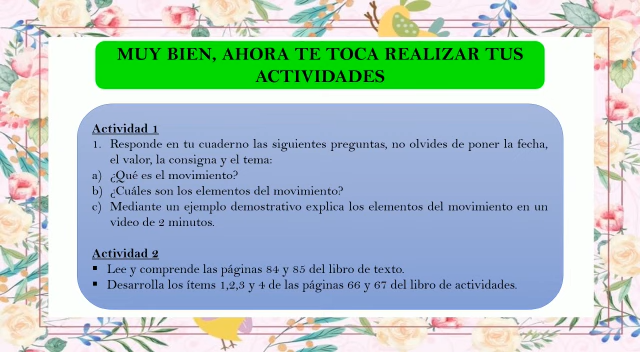 MUY BIEN, AHORA TE TOCA REALIZAR TUS
ACTIVIDADES
Actividad 1
1. Responde en tu cuaderno las siguientes preguntas, no olvides de poner la fecha,
el valor, la consigna y el tema:
a) ¿Qué es el movimiento?
b) ¿Cuáles son los elementos del movimiento?
c) Mediante un ejemplo demostrativo explica los elementos del movimiento en un
video de 2 minutos.
Actividad 2
▪ Lee y comprende las páginas 84 y 85 del libro de texto.
▪ Desarrolla los ítems 1,2,3 y 4 de las páginas 66 y 67 del libro de actividades.